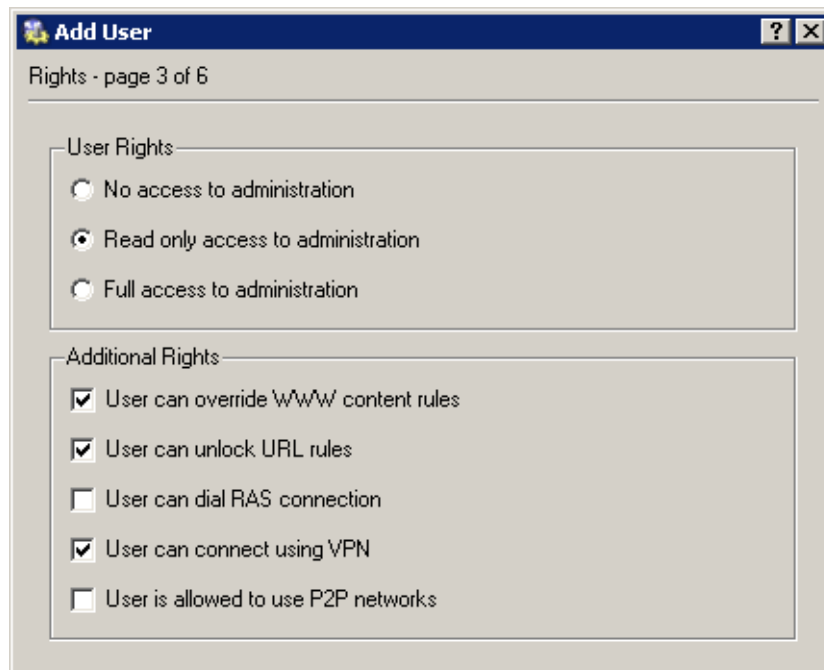 Add User
Rights - page 3 of 6
User Rights
No access to administration
Read only access to administration
Full access to administration
Additional Rights
User can override WWW content rules
User can unlock URL rules
User can dial RAS connection
User can connect using VPN
User is allowed to use P2P networks